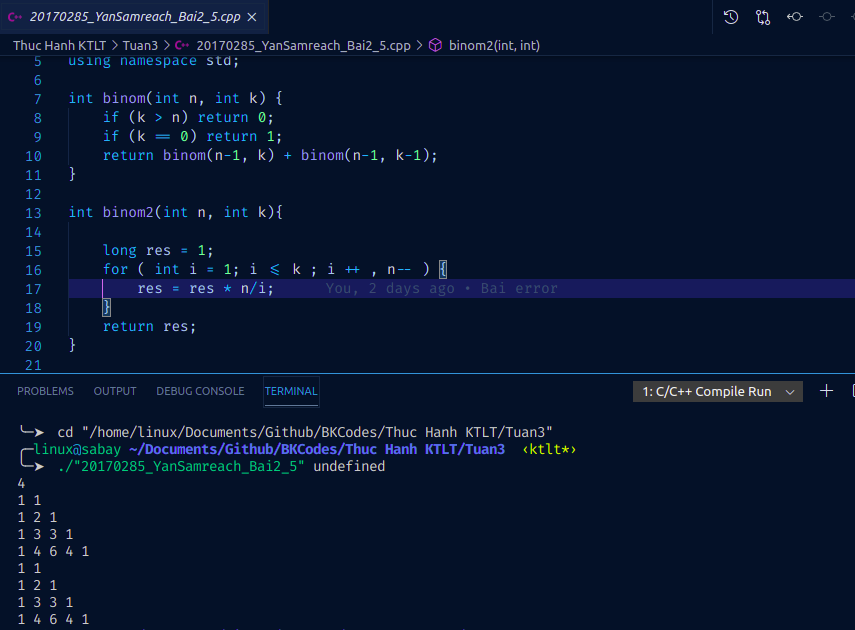 20170285_YanSamreach_Bai2_5.cpp
Thuc Hanh KTLT > Tuan3 > 20170285_YanSamreach_Bai2_5.cpp > binom2(int, int)
5 using namespace std;
6
7 int binom(int n, int k) {
8 if (k > n) return 0;
9 if (k == 0) return 1;
10 return binom(n-1, k) + binom(n-1, k-1);
11 }
12
13 int binom2(int n, int k){
14
15 long res = 1;
16 for ( int i = 1; i <= k ; i ++ , n-- ) {
17 res = res * n/i; You, 2 days ago • Bai error
18 }
19 return res;
20 }
21
PROBLEMS OUTPUT DEBUG CONSOLE TERMINAL 1: C/C++ Compile Run
cd "/home/linux/Documents/Github/BKCodes/Thuc Hanh KTLT/Tuan3"
linux@sabay ~/Documents/Github/BKCodes/Thuc Hanh KTLT/Tuan3 ‹ktlt*›
./"20170285_YanSamreach_Bai2_5" undefined
4
1 1
1 2 1
1 3 3 1
1 4 6 4 1
1 1
1 2 1
1 3 3 1
1 4 6 4 1